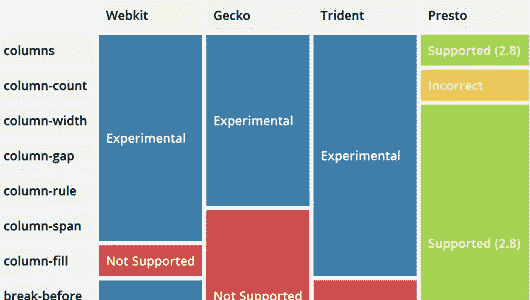 Webkit Gecko Trident Presto
columns Supported (2.8)
column-count Incorrect
column-width Experimental
column-gap Experimental Experimental
column-rule
column-span
column-fill Not Supported Supported (2.8)
break-before Not Supported